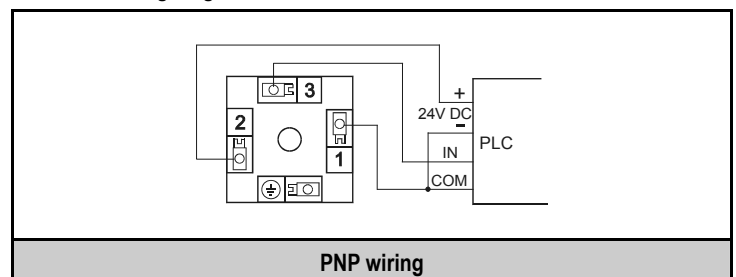 3
2
1
+
24V DC
-
IN
COM
PLC
PNP wiring